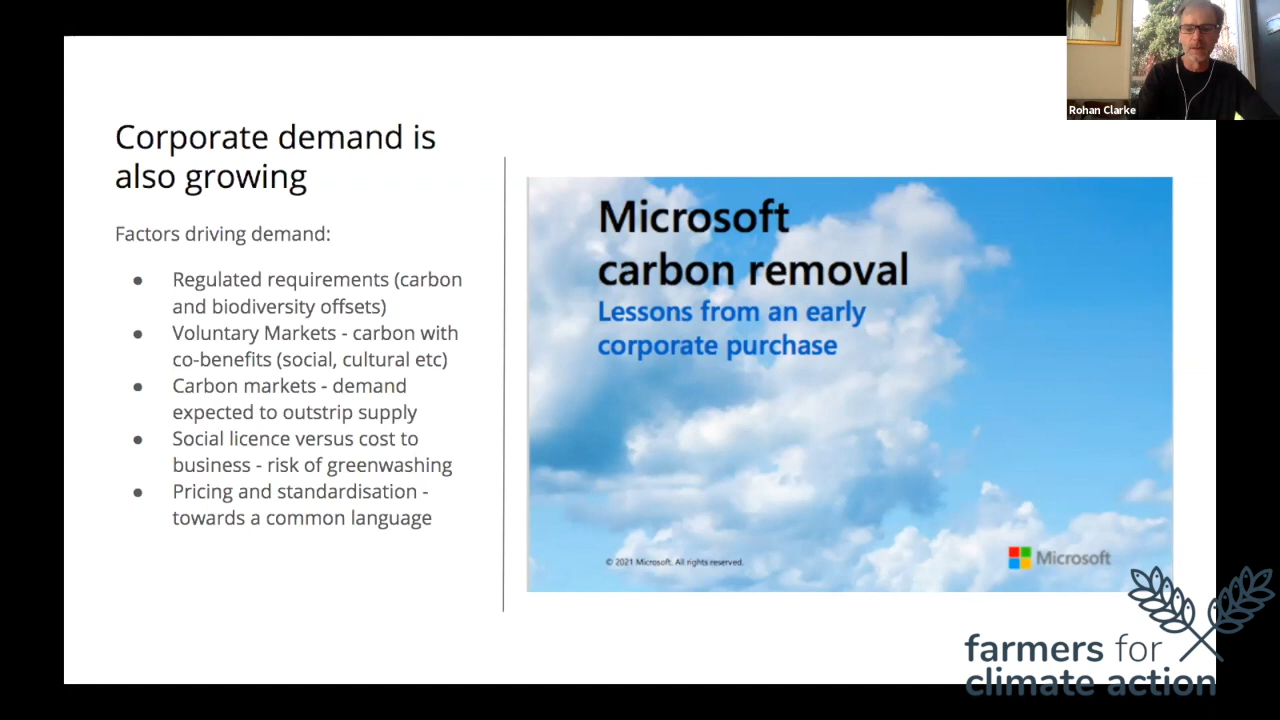 Rohan Clarke
Corporate demand is
also growing
Factors driving demand:
● Regulated requirements (carbon
and biodiversity offsets)
● Voluntary Markets - carbon with
co-benefits (social, cultural etc)
● Carbon markets - demand
expected to outstrip supply
● Social licence versus cost to
business - risk of greenwashing
● Pricing and standardisation -
towards a common language
Microsoft
carbon removal
Lessons from an early
corporate purchase
© 2021 Microsoft. All rights reserved.
Microsoft
farmers for
climate action